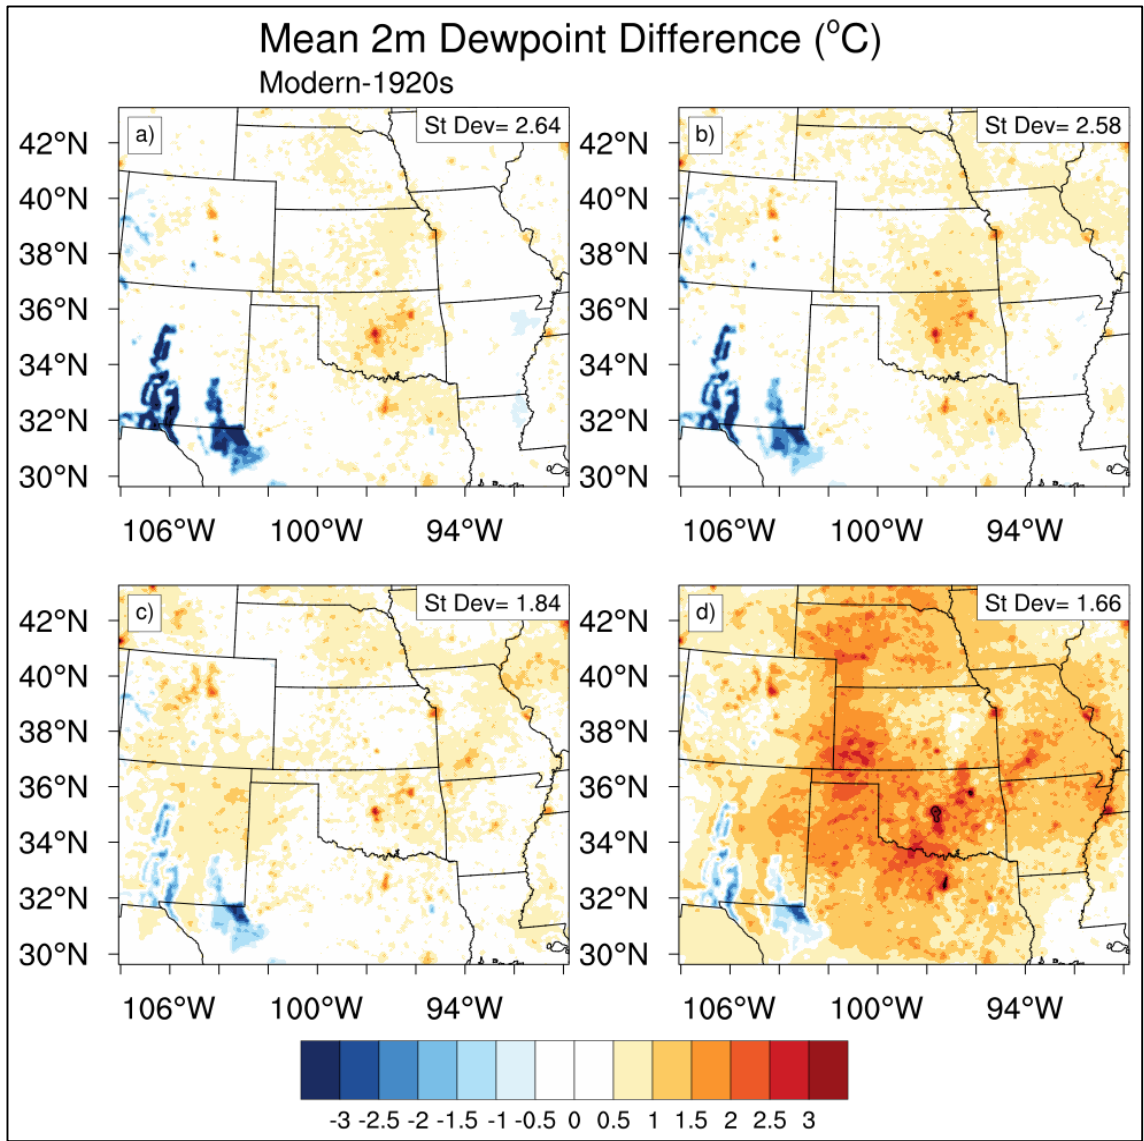 Mean 2m Dewpoint Difference (°C)
Modern-1920s
a)
St Dev= 2.64
42°N
40°N
38°N
36°N
34°N
32°N
30°N
106°W 100°W 94°W
b)
St Dev= 2.58
42°N
40°N
38°N
36°N
34°N
32°N
30°N
106°W 100°W 94°W
c)
St Dev= 1.84
42°N
40°N
38°N
36°N
34°N
32°N
30°N
106°W 100°W 94°W
d)
St Dev= 1.66
42°N
40°N
38°N
36°N
34°N
32°N
30°N
106°W 100°W 94°W
-3 -2.5 -2 -1.5 -1 -0.5 0 0.5 1 1.5 2 2.5 3